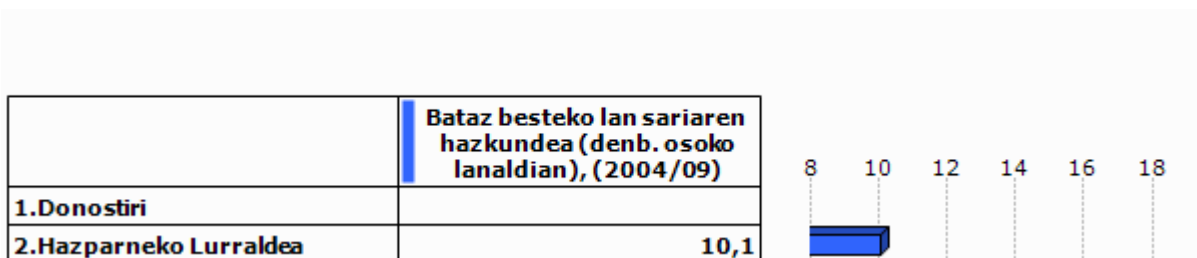 Bataz besteko lan sariaren
hazkundea (denb. osoko
lanaldian), (2004/09)
8 10 12 14 16 18
1.Donostiri
2.Hazparneko Lurraldea 10,1